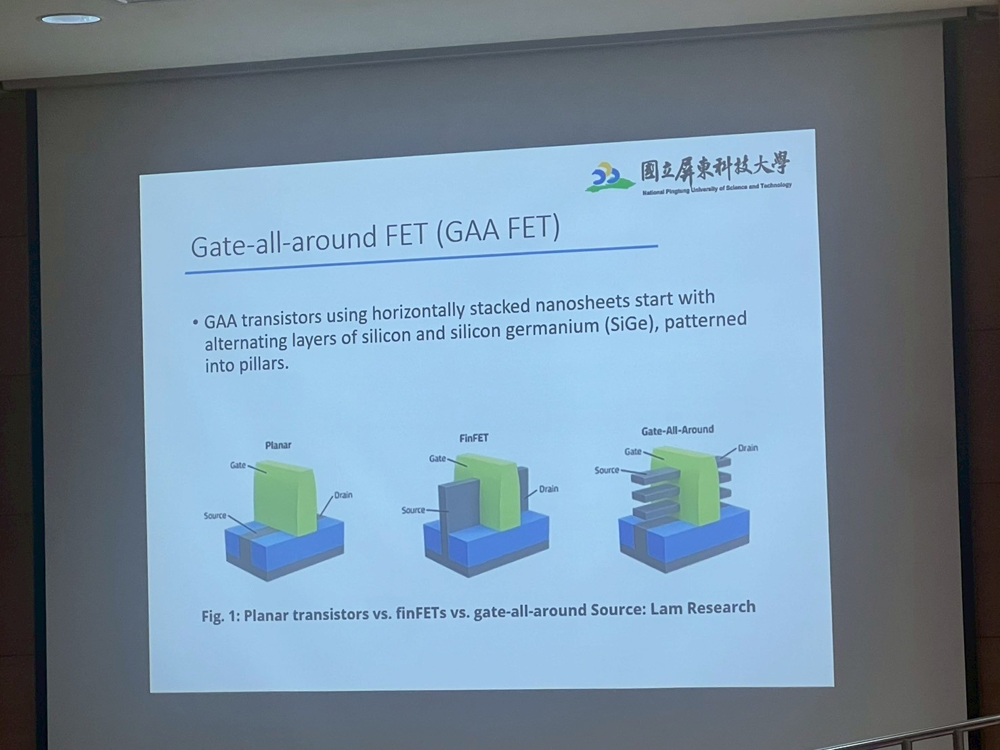 國立屏東科技大學
National Pingtung University of Science and Technology
Gate-all-around FET (GAA FET)
• GAA transistors using horizontally stacked nanosheets start with
alternating layers of silicon and silicon germanium (SiGe), patterned
into pillars.
Planar
Gate
Drain
Source
FinFET
Gate
Drain
Source
Gate-All-Around
Gate
Drain
Source
Fig. 1: Planar transistors vs. finFETs vs. gate-all-around Source: Lam Research